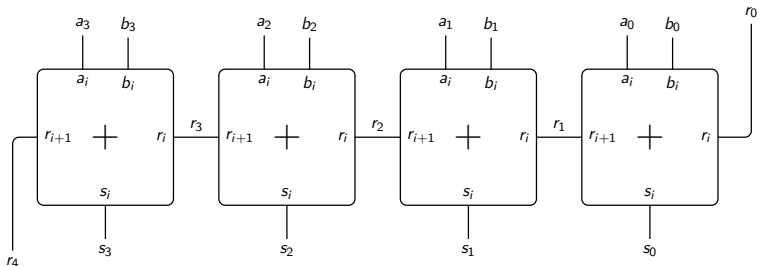 r₀
a₃ b₃ a₂ b₂ a₁ b₁ a₀ b₀
aᵢ bᵢ aᵢ bᵢ aᵢ bᵢ aᵢ bᵢ
rᵢ₊₁ + rᵢ r₃ rᵢ₊₁ + rᵢ r₂ rᵢ₊₁ + rᵢ r₁ rᵢ₊₁ + rᵢ
sᵢ sᵢ sᵢ sᵢ
s₃ s₂ s₁ s₀
r₄